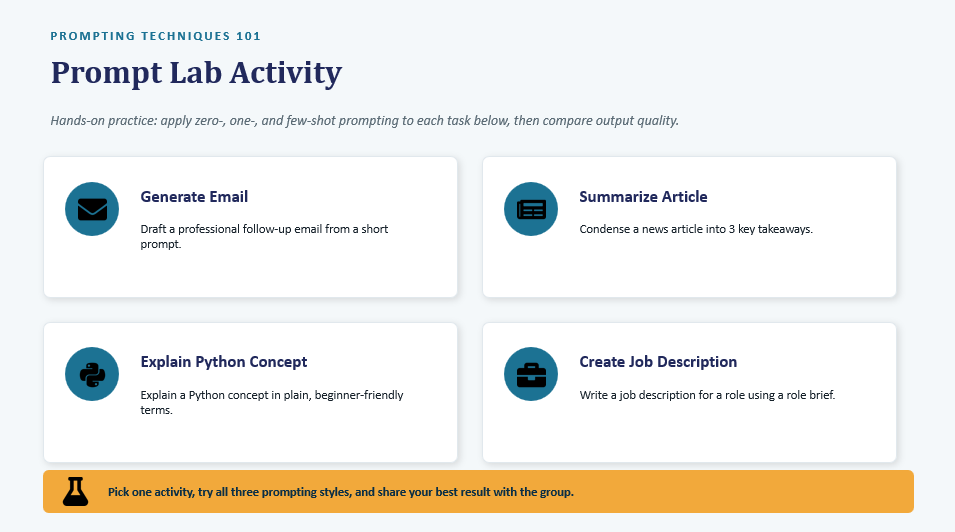 PROMPTING TECHNIQUES 101
Prompt Lab Activity
Hands-on practice: apply zero-, one-, and few-shot prompting to each task below, then compare output quality.
Generate Email
Draft a professional follow-up email from a short
prompt.
Summarize Article
Condense a news article into 3 key takeaways.
Explain Python Concept
Explain a Python concept in plain, beginner-friendly
terms.
Create Job Description
Write a job description for a role using a role brief.
Pick one activity, try all three prompting styles, and share your best result with the group.